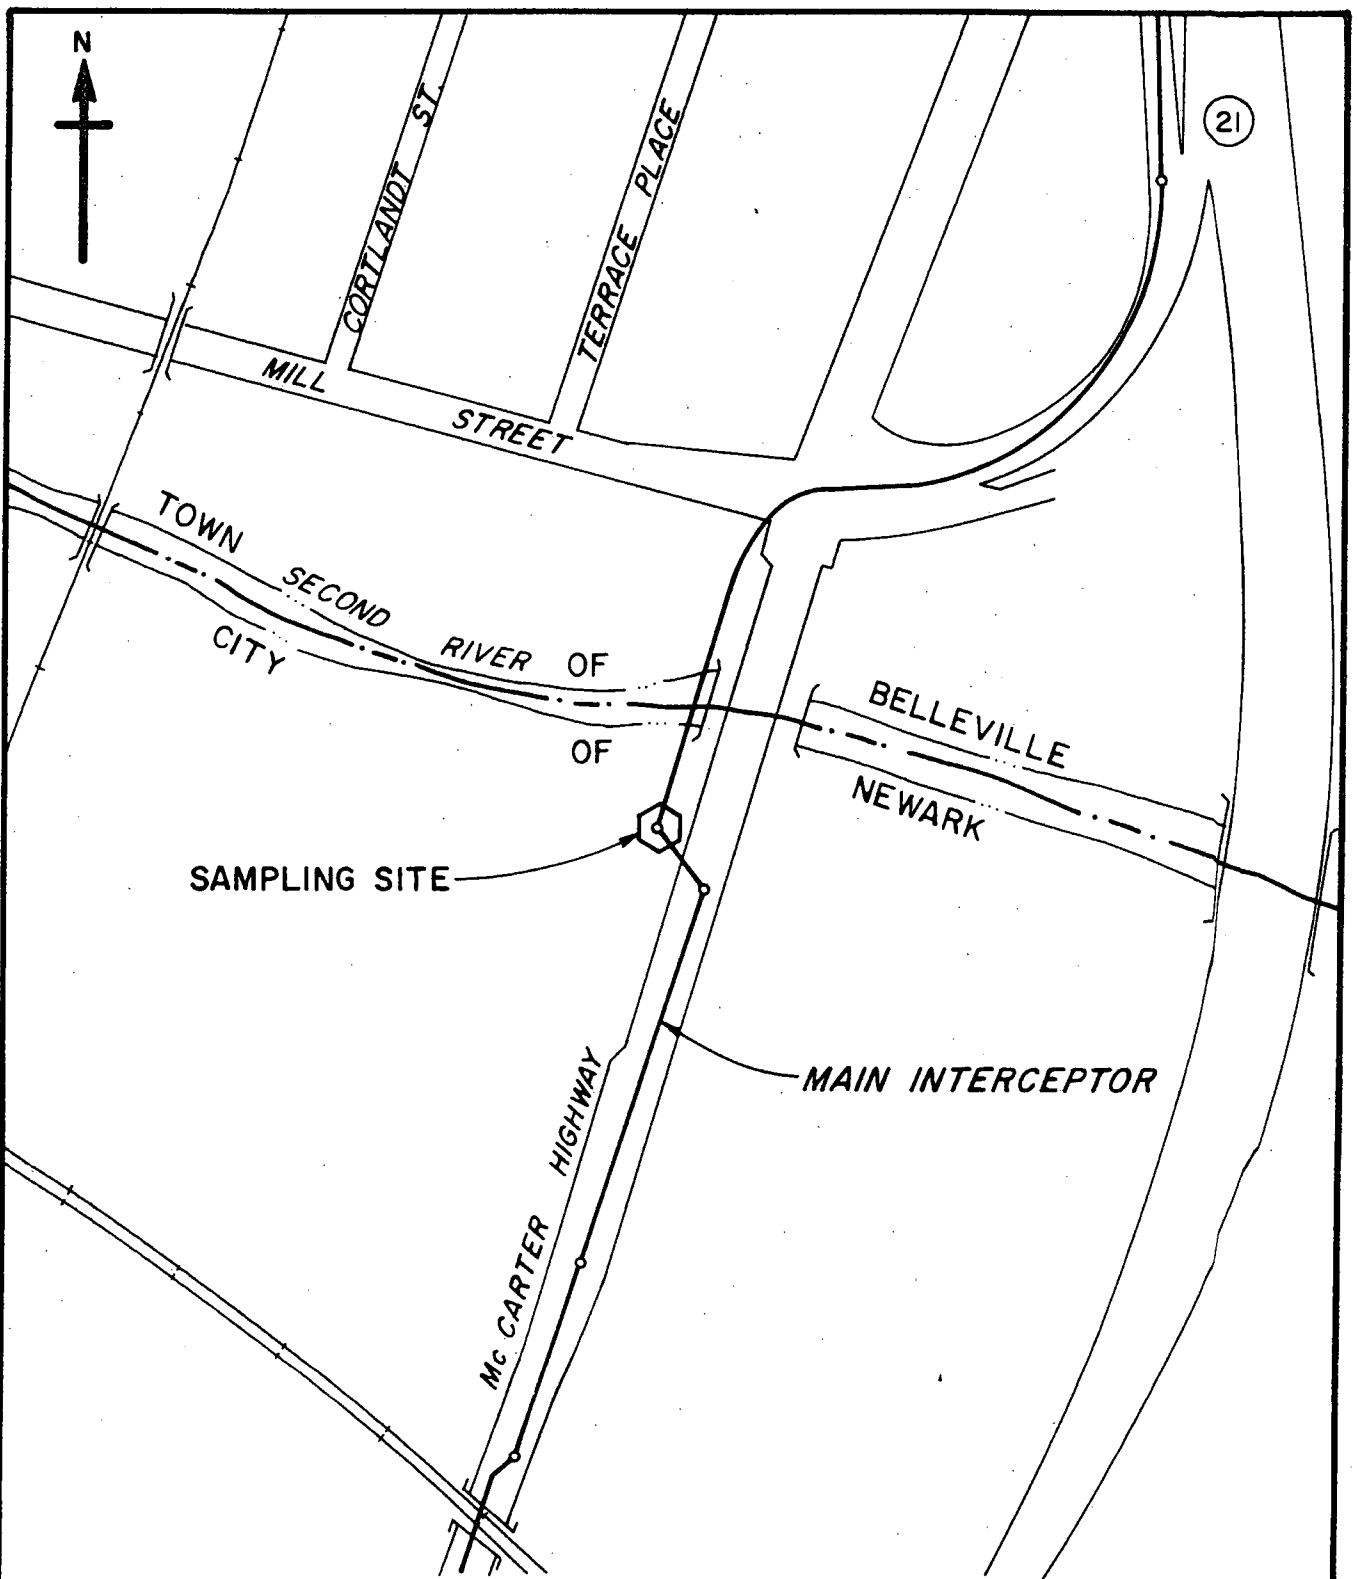 N
21
CORTLANDT ST.
TERRACE PLACE
MILL STREET
TOWN OF BELLEVILLE
SECOND RIVER
CITY OF NEWARK
SAMPLING SITE
MAIN INTERCEPTOR
Mc CARTER HIGHWAY